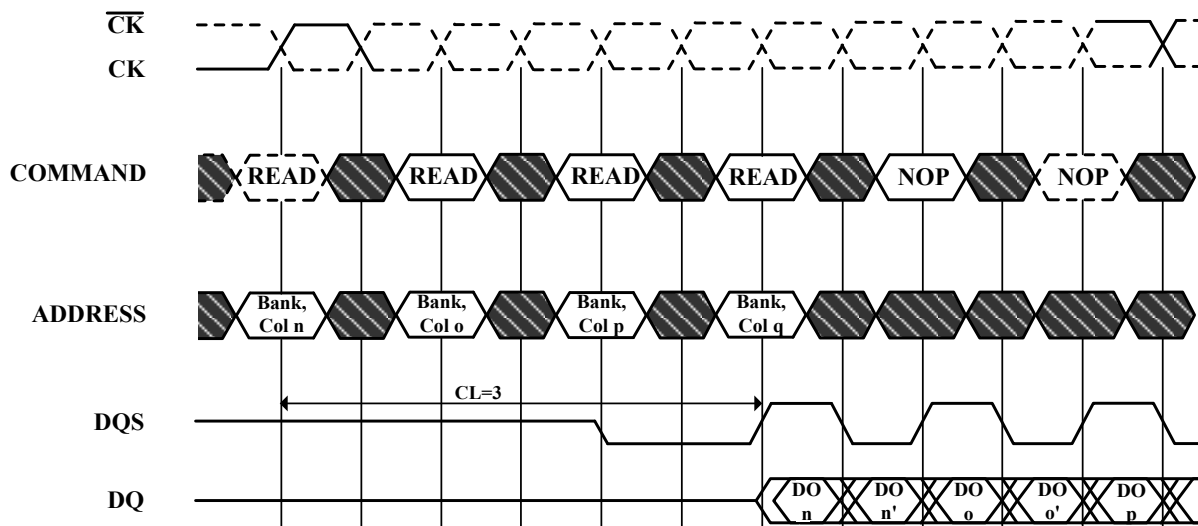 CK
CK
COMMAND
READ READ READ READ NOP NOP
ADDRESS
Bank, Bank, Bank, Bank,
Col n Col o Col p Col q
CL=3
DQS
DQ
DO DO DO DO DO
n n' o o' p